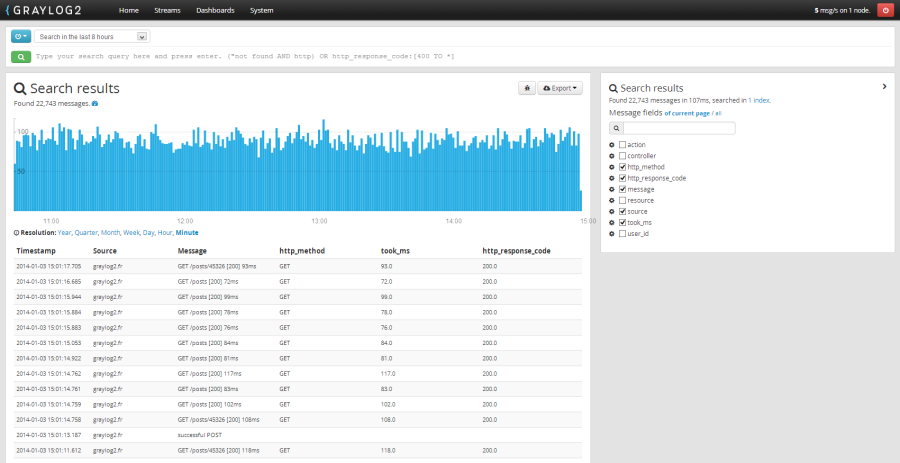 GRAYLOG2 Home Streams Dashboards System 5 msg/s on 1 node.
Search in the last 8 hours
Type your search query here and press enter. ("not found AND http) OR http_response_code:[400 TO *]
Search results
Export
Found 22,743 messages.
100
50
11:00 12:00 13:00 14:00 15:00
Resolution: Year, Quarter, Month, Week, Day, Hour, Minute
Timestamp Source Message http_method took_ms http_response_code
2014-01-03 15:01:17.705 graylog2.fr GET /posts/45326 [200] 93ms GET 93.0 200.0
2014-01-03 15:01:16.685 graylog2.fr GET /posts [200] 72ms GET 72.0 200.0
2014-01-03 15:01:15.944 graylog2.fr GET /posts [200] 99ms GET 99.0 200.0
2014-01-03 15:01:15.884 graylog2.fr GET /posts [200] 78ms GET 78.0 200.0
2014-01-03 15:01:15.883 graylog2.fr GET /posts [200] 76ms GET 76.0 200.0
2014-01-03 15:01:15.053 graylog2.fr GET /posts [200] 84ms GET 84.0 200.0
2014-01-03 15:01:14.922 graylog2.fr GET /posts [200] 81ms GET 81.0 200.0
2014-01-03 15:01:14.762 graylog2.fr GET /posts [200] 117ms GET 117.0 200.0
2014-01-03 15:01:14.761 graylog2.fr GET /posts [200] 83ms GET 83.0 200.0
2014-01-03 15:01:14.759 graylog2.fr GET /posts [200] 102ms GET 102.0 200.0
2014-01-03 15:01:14.758 graylog2.fr GET /posts/45326 [200] 108ms GET 108.0 200.0
2014-01-03 15:01:13.187 graylog2.fr successful POST
2014-01-03 15:01:11.612 graylog2.fr GET /posts/45326 [200] 118ms GET 118.0 200.0
Search results
Found 22,743 messages in 107ms, searched in 1 index.
Message fields of current page / all
action
controller
http_method
http_response_code
message
resource
source
took_ms
user_id